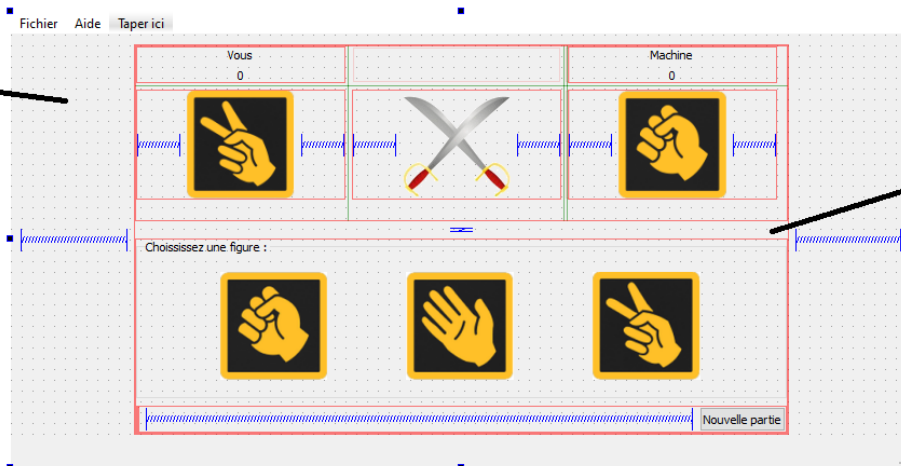 Fichier Aide Taper ici
Vous Machine
0 0
Choississez une figure :
Nouvelle partie